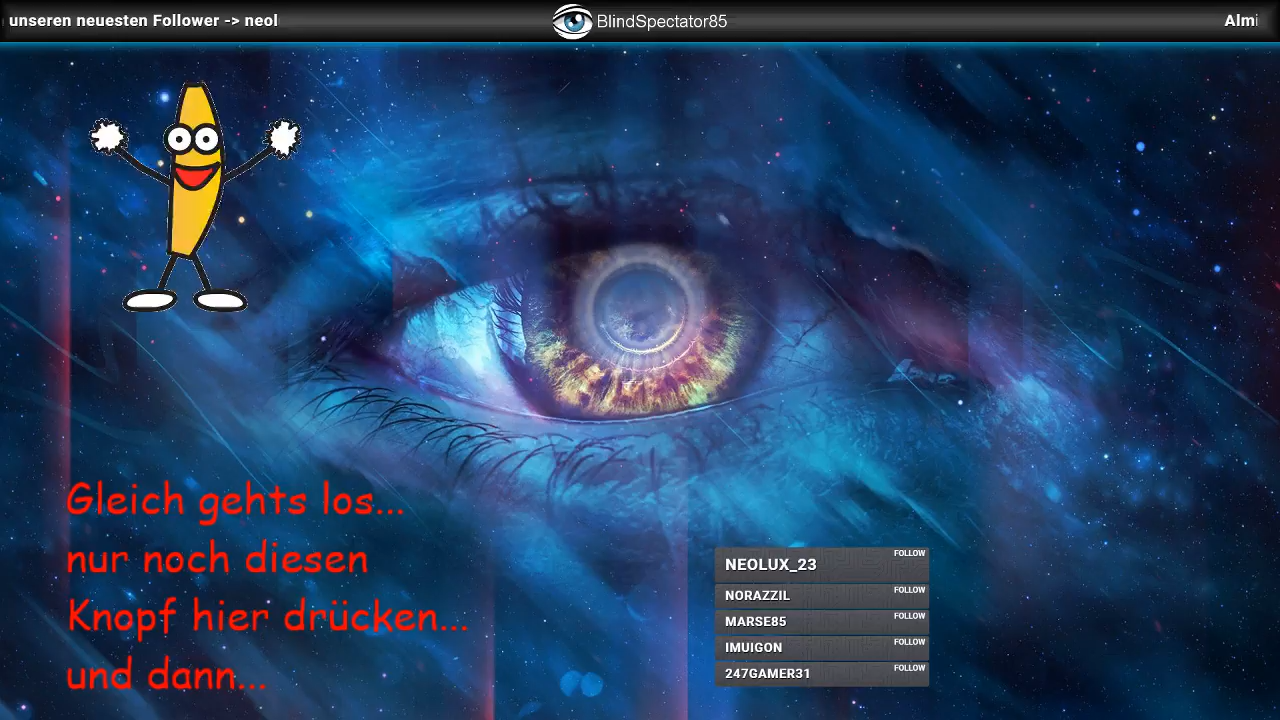 unseren neuesten Follower -> neol
BlindSpectator85
Almi
Gleich gehts los...
nur noch diesen
Knopf hier drücken...
und dann...
NEOLUX_23 FOLLOW
NORAZZIL FOLLOW
MARSE85 FOLLOW
IMUIGON FOLLOW
247GAMER31 FOLLOW